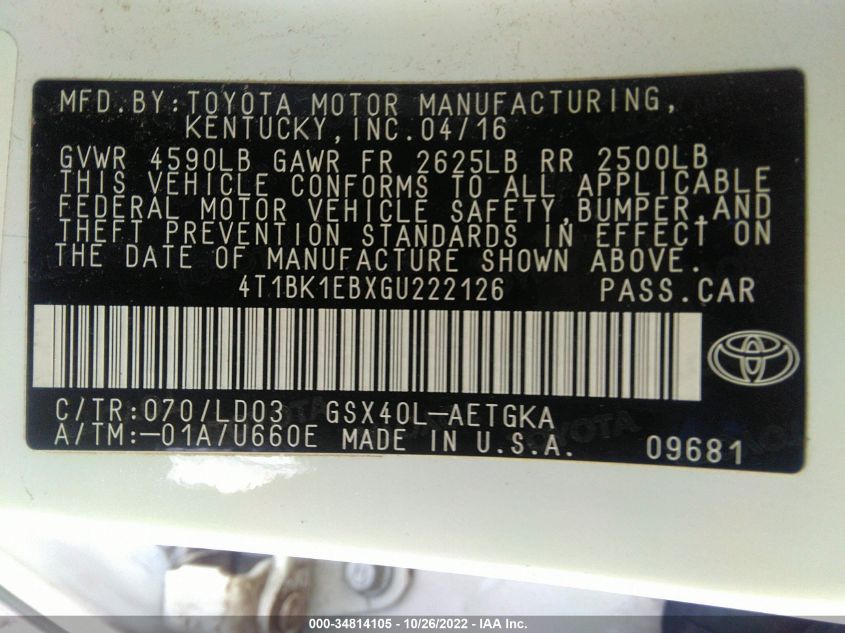 MFD.BY:TOYOTA MOTOR MANUFACTURING,
KENTUCKY,INC.04/16
GVWR 4590LB GAWR FR 2625LB RR 2500LB
THIS VEHICLE CONFORMS TO ALL APPLICABLE
FEDERAL MOTOR VEHICLE SAFETY,BUMPER,AND
THEFT PREVENTION STANDARDS IN EFFECT ON
THE DATE OF MANUFACTURE SHOWN ABOVE.
4T1BK1EBXGU222126 PASS.CAR
C/TR:070/LD03 GSX40L-AETGKA
A/TM:-01A7U660E MADE IN U.S.A. 09681
000-34814105 - 10/26/2022 - IAA Inc.